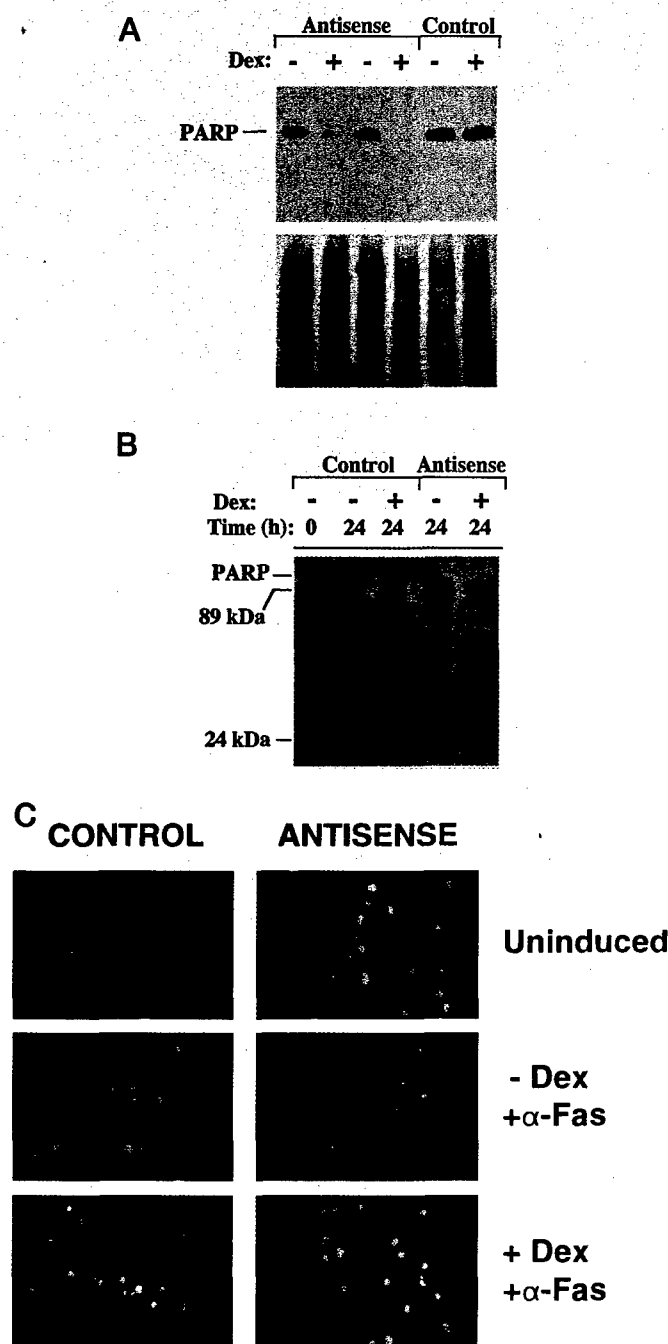 A
Antisense Control
Dex: - + - + - +
PARP
B
Control Antisense
Dex: - - + - +
Time (h): 0 24 24 24 24
PARP
89 kDa
24 kDa
C
CONTROL ANTISENSE
Uninduced
- Dex
+α-Fas
+ Dex
+α-Fas